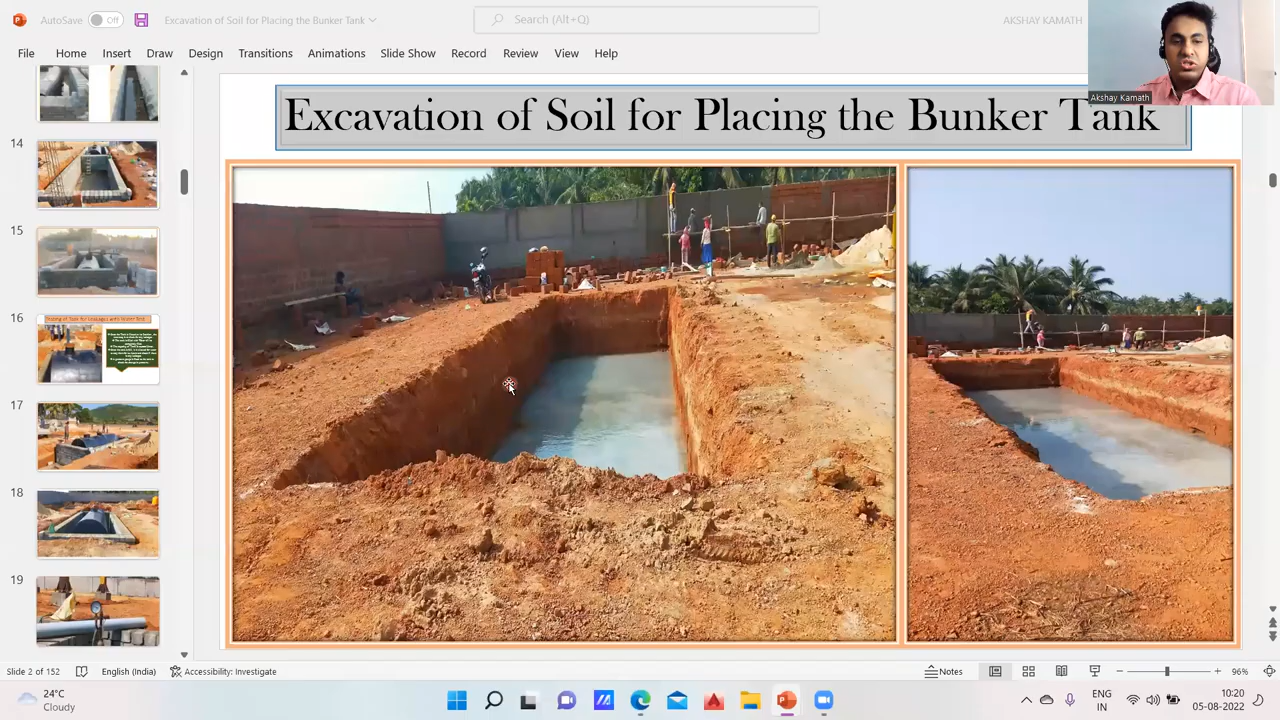 AutoSave
Off
Excavation of Soil for Placing the Bunker Tank
Search (Alt+Q)
AKSHAY KAMATH
File
Home
Insert
Draw
Design
Transitions
Animations
Slide Show
Record
Review
View
Help
Akshay Kamath
Excavation of Soil for Placing the Bunker Tank
14
15
16
17
18
19
Slide 2 of 152
English (India)
Accessibility: Investigate
Notes
96%
24°C
Cloudy
ENG
IN
10:20
05-08-2022